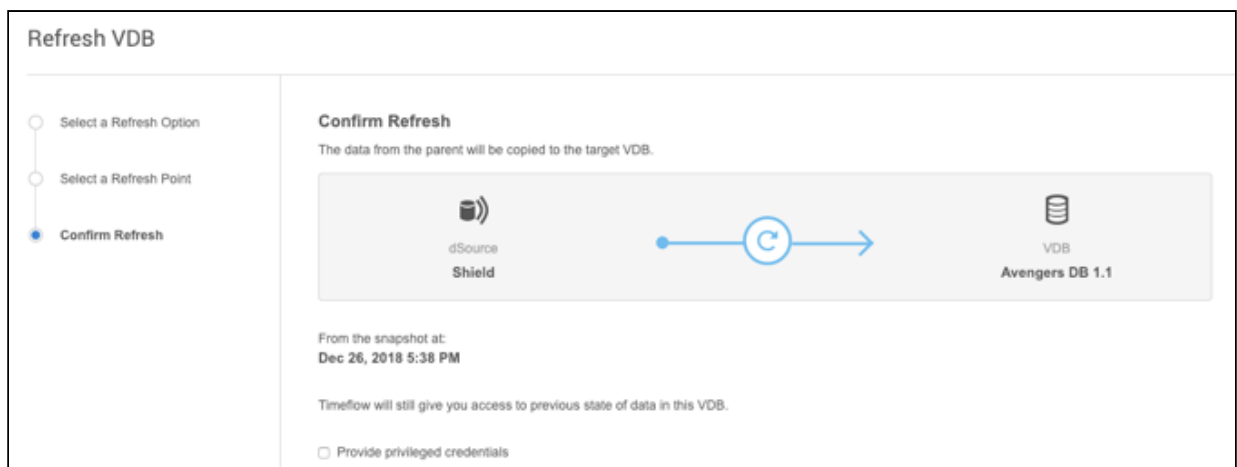 Refresh VDB
Select a Refresh Option
Select a Refresh Point
Confirm Refresh
Confirm Refresh
The data from the parent will be copied to the target VDB.
dSource
Shield
VDB
Avengers DB 1.1
From the snapshot at:
Dec 26, 2018 5:38 PM
Timeflow will still give you access to previous state of data in this VDB.
Provide privileged credentials